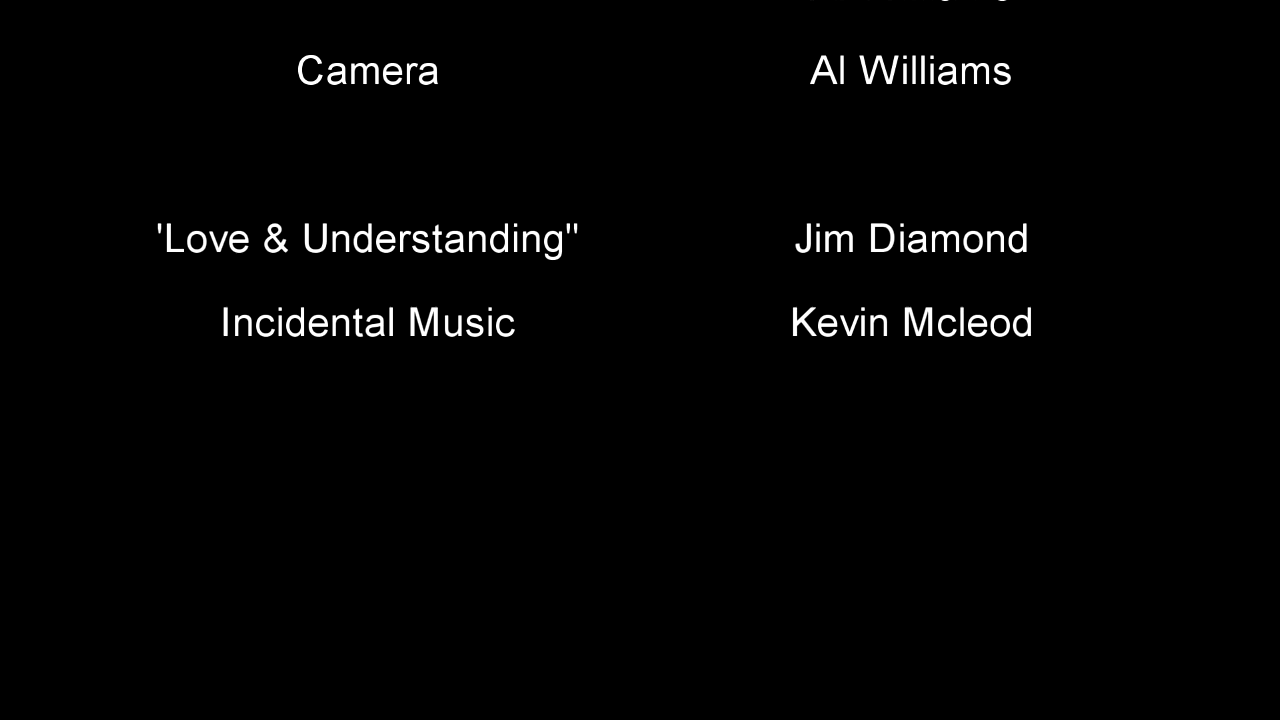 Camera Al Williams
'Love & Understanding" Jim Diamond
Incidental Music Kevin Mcleod